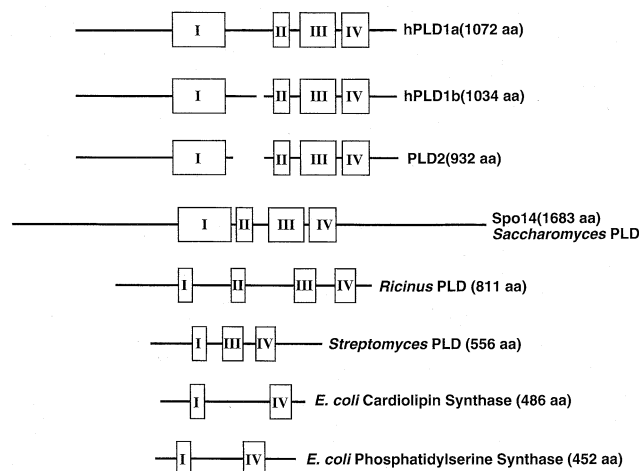 I II III IV hPLD1a(1072 aa)
I II III IV hPLD1b(1034 aa)
I II III IV PLD2(932 aa)
I II III IV Spo14(1683 aa)
Saccharomyces PLD
I II III IV Ricinus PLD (811 aa)
I III IV Streptomyces PLD (556 aa)
I IV E. coli Cardiolipin Synthase (486 aa)
I IV E. coli Phosphatidylserine Synthase (452 aa)